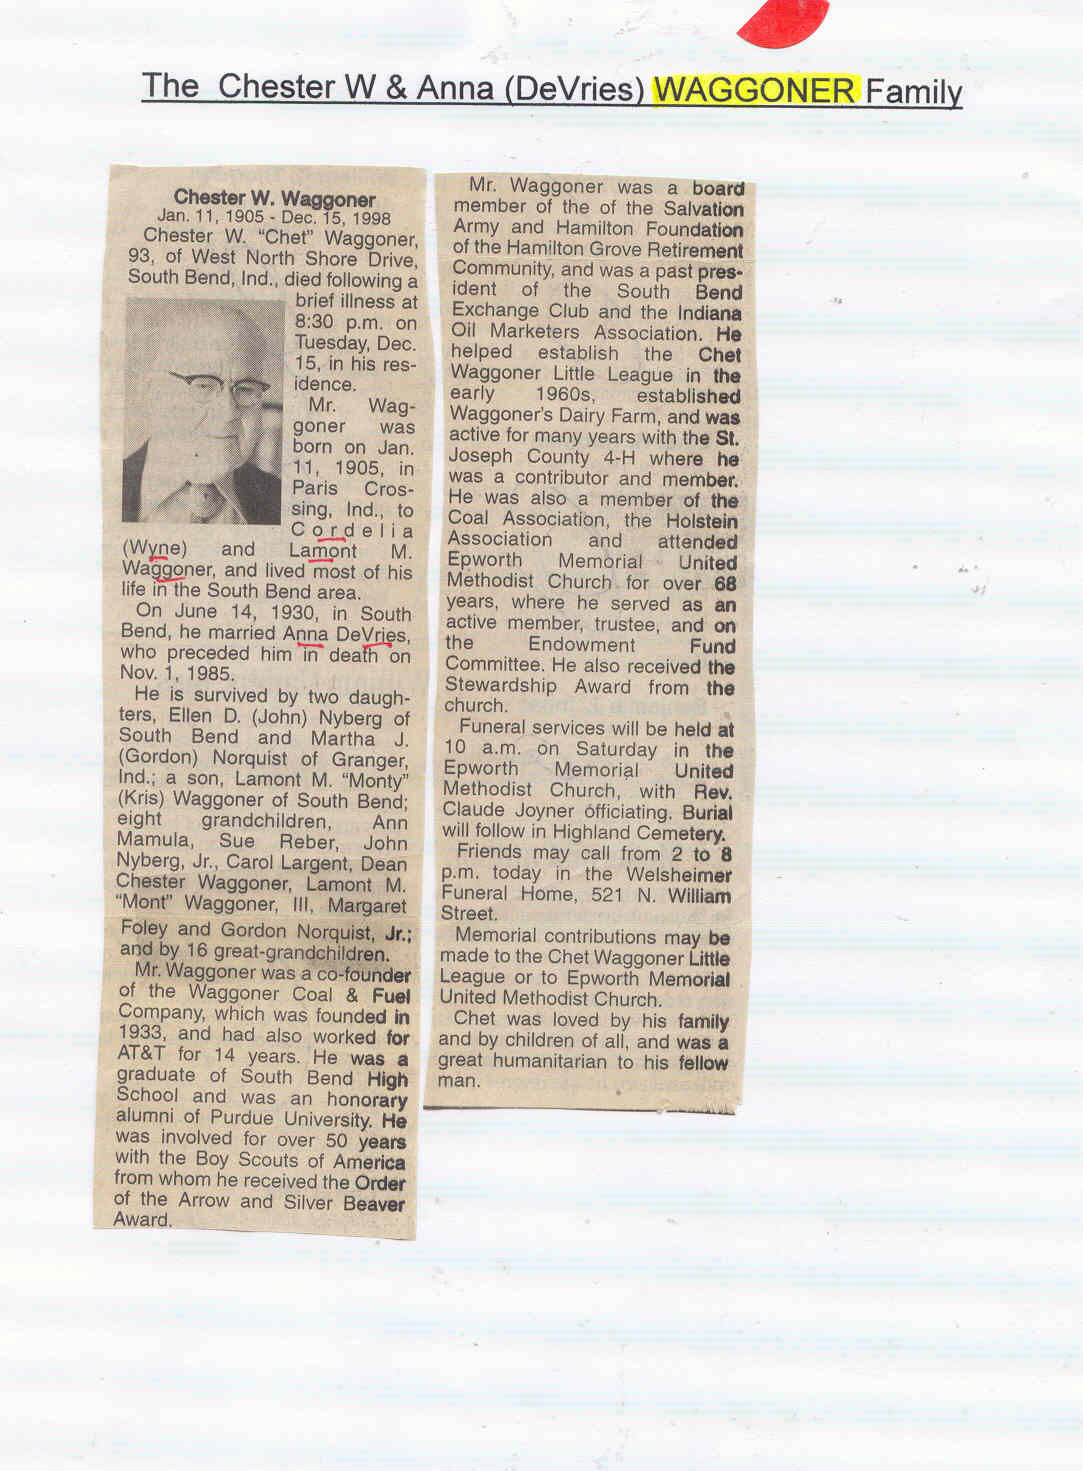 The Chester W & Anna (DeVries) WAGGONER Family
Chester W. Waggoner
Jan. 11, 1905 - Dec. 15, 1998
Chester W. “Chet” Waggoner,
93, of West North Shore Drive,
South Bend, Ind., died following a
brief illness at
8:30 p.m. on
Tuesday, Dec.
15, in his res-
idence.
Mr. Wag-
goner was
born on Jan.
11, 1905, in
Paris Cros-
sing, Ind., to
Cordelia
(Wyne) and Lamont M.
Waggoner, and lived most of his
life in the South Bend area.
On June 14, 1930, in South
Bend, he married Anna DeVries,
who preceded him in death on
Nov. 1, 1985.
He is survived by two daugh-
ters, Ellen D. (John) Nyberg of
South Bend and Martha J.
(Gordon) Norquist of Granger,
Ind.; a son, Lamont M. “Monty”
(Kris) Waggoner of South Bend;
eight grandchildren, Ann
Mamula, Sue Reber, John
Nyberg, Jr., Carol Largent, Dean
Chester Waggoner, Lamont M.
“Mont” Waggoner, III, Margaret
Foley and Gordon Norquist, Jr.;
and by 16 great-grandchildren.
Mr. Waggoner was a co-founder
of the Waggoner Coal & Fuel
Company, which was founded in
1933, and had also worked for
AT&T for 14 years. He was a
graduate of South Bend High
School and was an honorary
alumni of Purdue University. He
was involved for over 50 years
with the Boy Scouts of America
from whom he received the Order
of the Arrow and Silver Beaver
Award.
Mr. Waggoner was a board
member of the of the Salvation
Army and Hamilton Foundation
of the Hamilton Grove Retirement
Community, and was a past pres-
ident of the South Bend
Exchange Club and the Indiana
Oil Marketers Association. He
helped establish the Chet
Waggoner Little League in the
early 1960s, established
Waggoner's Dairy Farm, and was
active for many years with the St.
Joseph County 4-H where he
was a contributor and member.
He was also a member of the
Coal Association, the Holstein
Association and attended
Epworth Memorial United
Methodist Church for over 68
years, where he served as an
active member, trustee, and on
the Endowment Fund
Committee. He also received the
Stewardship Award from the
church.
Funeral services will be held at
10 a.m. on Saturday in the
Epworth Memorial United
Methodist Church, with Rev.
Claude Joyner officiating. Burial
will follow in Highland Cemetery.
Friends may call from 2 to 8
p.m. today in the Welsheimer
Funeral Home, 521 N. William
Street.
Memorial contributions may be
made to the Chet Waggoner Little
League or to Epworth Memorial
United Methodist Church.
Chet was loved by his family
and by children of all, and was a
great humanitarian to his fellow
man.